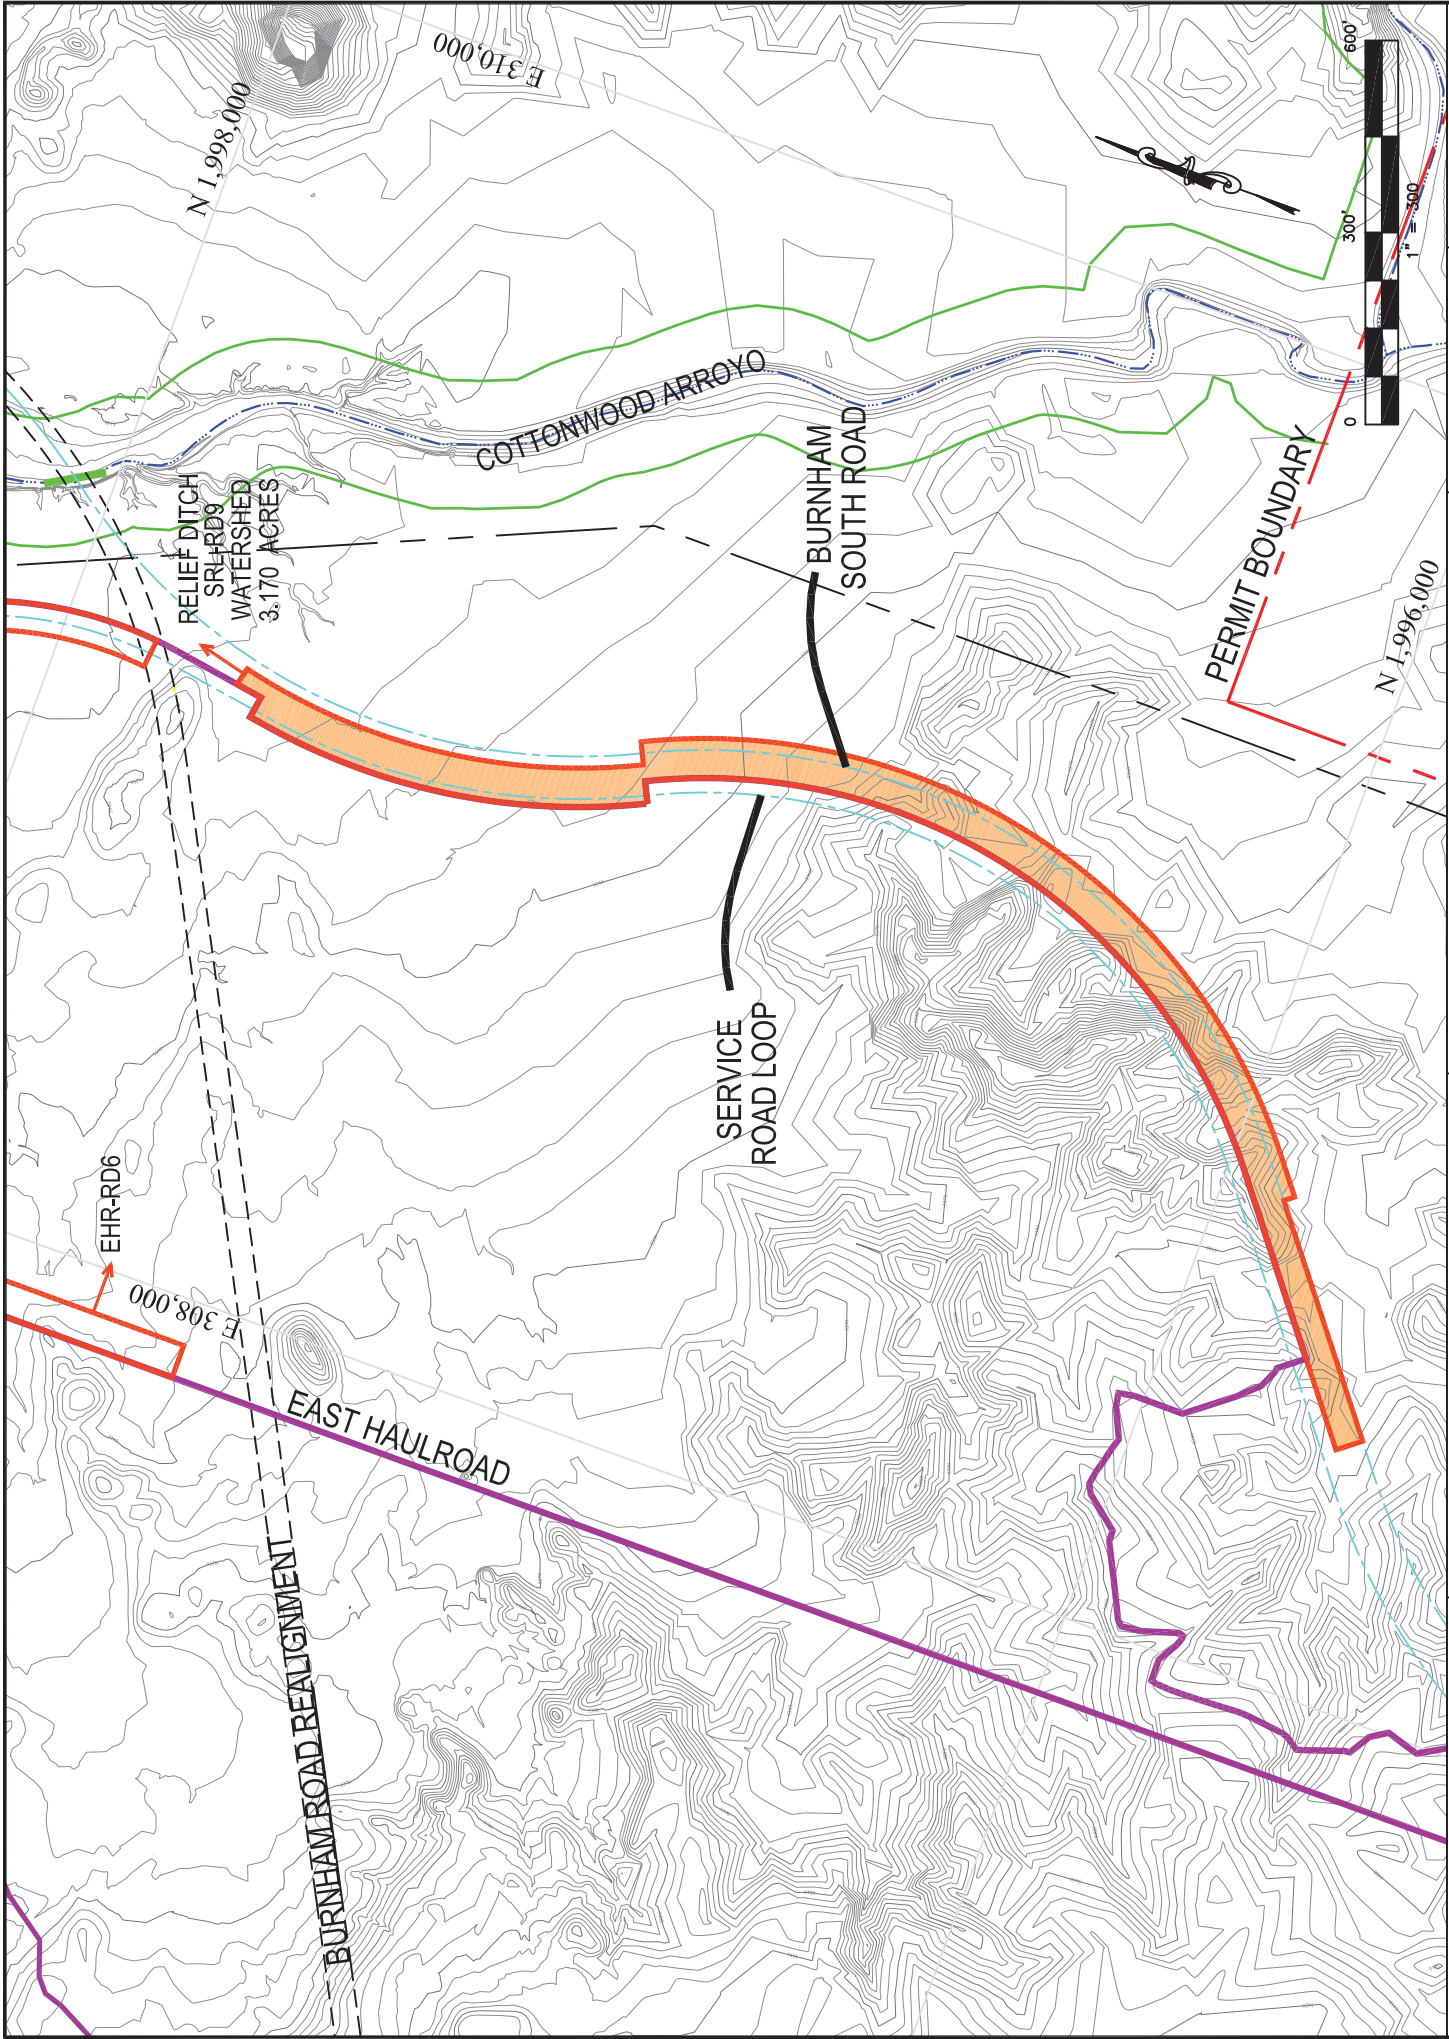 N 1,998,000
E 310,000
600'
300'
0
1" = 300
RELIEF DITCH
SRL-RD9
WATERSHED
3.170 ACRES
COTTONWOOD ARROYO
BURNHAM
SOUTH ROAD
PERMIT BOUNDARY
N 1,996,000
SERVICE
ROAD LOOP
EHR-RD6
E 308,000
EAST HAULROAD
BURNHAM ROAD REALIGNMENT